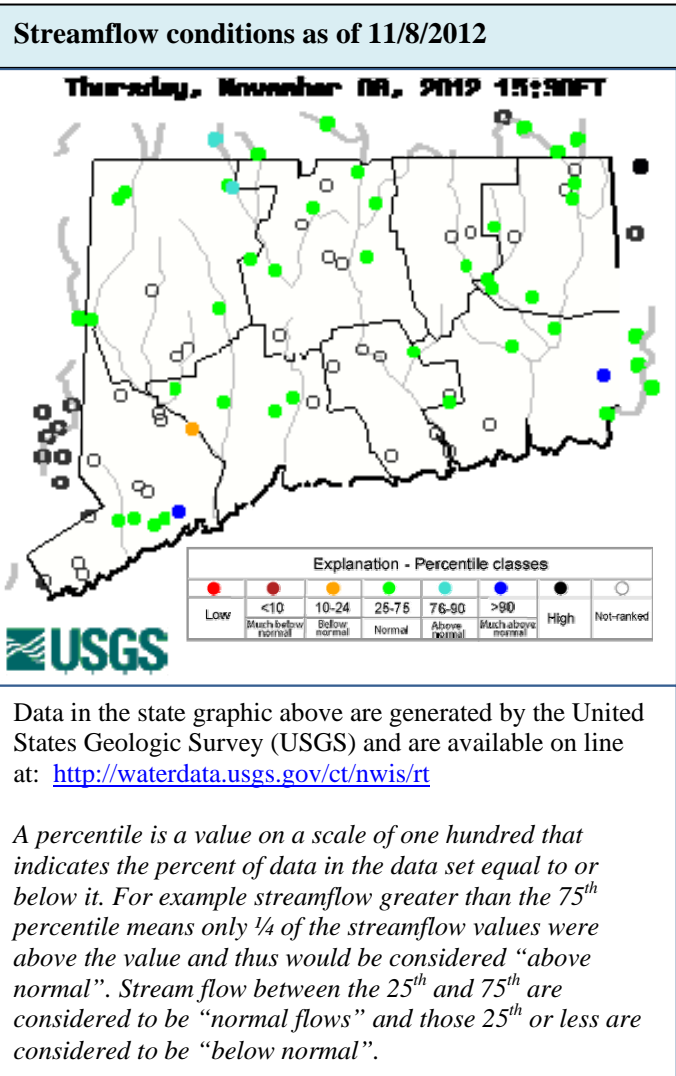 Streamflow conditions as of 11/8/2012
Thursday, November 08, 2012 15:30ET
Explanation - Percentile classes
Low
<10
Much below normal
10-24
Below normal
25-75
Normal
76-90
Above normal
>90
Much above normal
High
Not-ranked
USGS
Data in the state graphic above are generated by the United
States Geologic Survey (USGS) and are available on line
at: http://waterdata.usgs.gov/ct/nwis/rt
A percentile is a value on a scale of one hundred that
indicates the percent of data in the data set equal to or
below it. For example streamflow greater than the 75th
percentile means only ¼ of the streamflow values were
above the value and thus would be considered “above
normal”. Stream flow between the 25th and 75th are
considered to be “normal flows” and those 25th or less are
considered to be “below normal”.